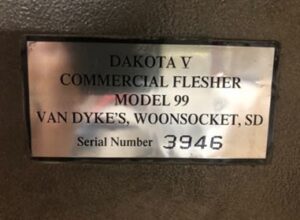 DAKOTA V
COMMERCIAL FLESHER
MODEL 99
VAN DYKE'S, WOONSOCKET, SD
Serial Number 3946